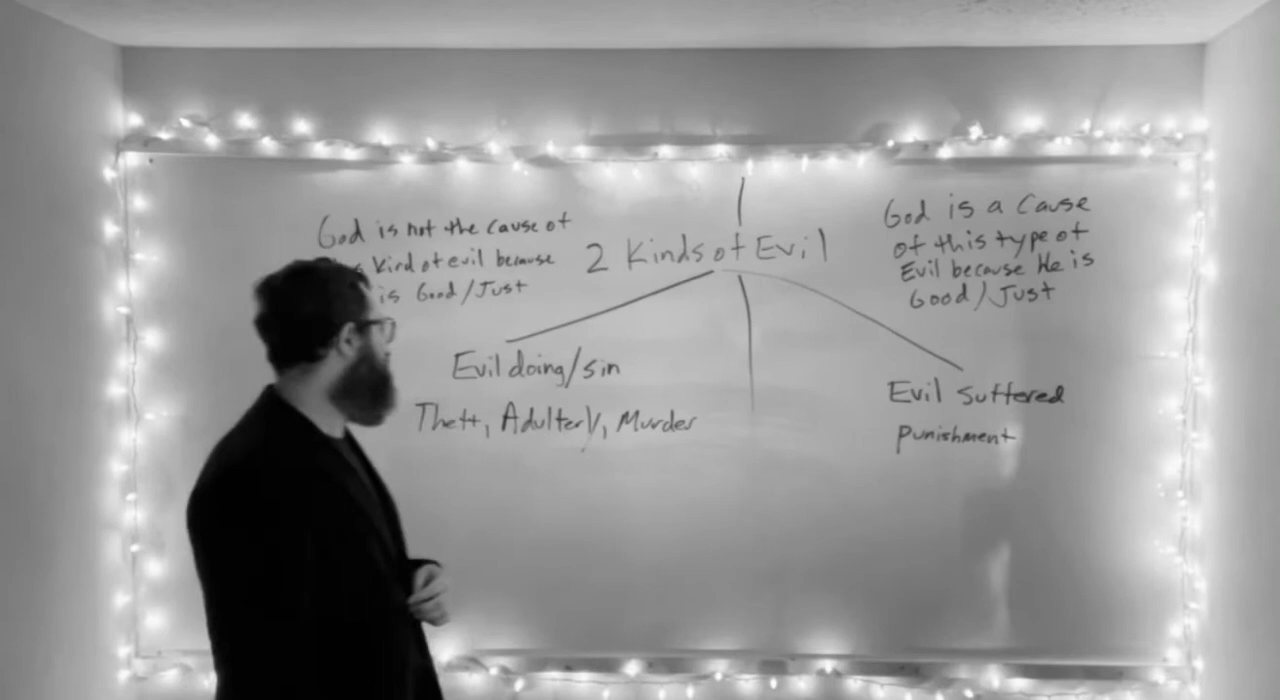 God is not the cause of
Kind of evil because
is Good/Just
2 Kinds of Evil
God is a Cause
of this type of
Evil because He is
Good/Just
Evil doing/sin
Theft, Adultery, Murder
Evil suffered
punishment